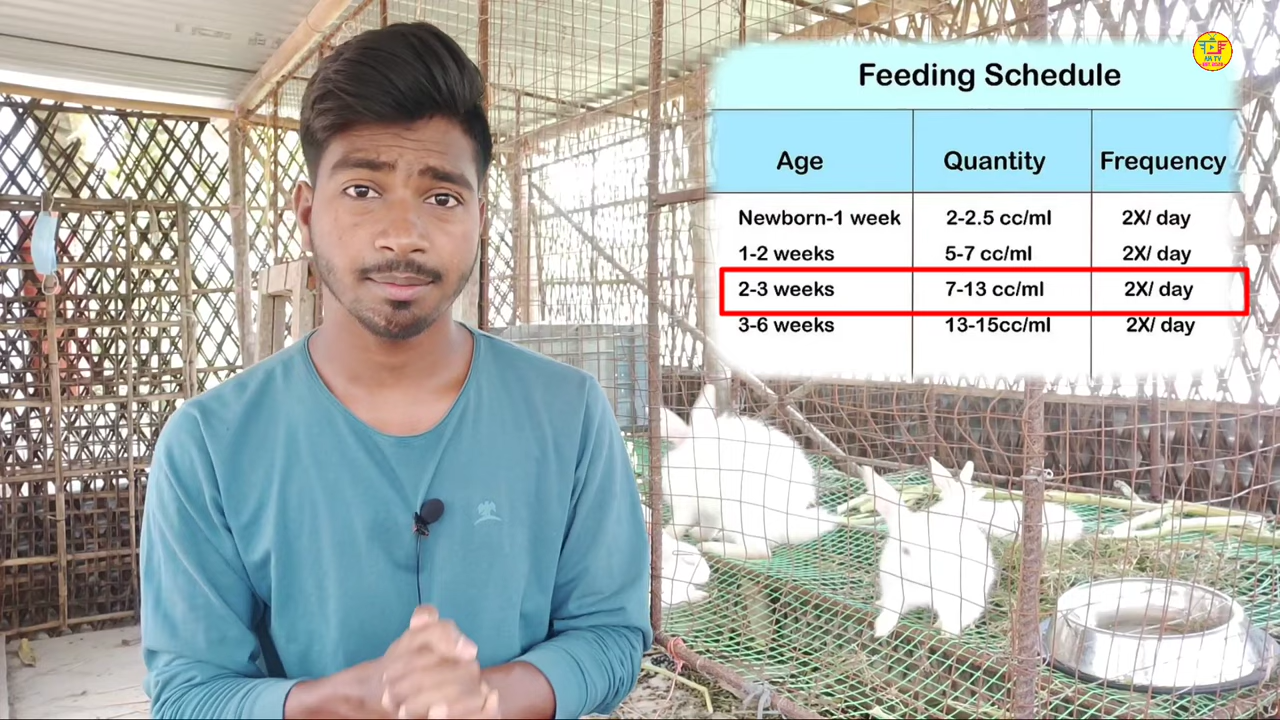 AK TV
Feeding Schedule
Age Quantity Frequency
Newborn-1 week 2-2.5 cc/ml 2X/ day
1-2 weeks 5-7 cc/ml 2X/ day
2-3 weeks 7-13 cc/ml 2X/ day
3-6 weeks 13-15cc/ml 2X/ day